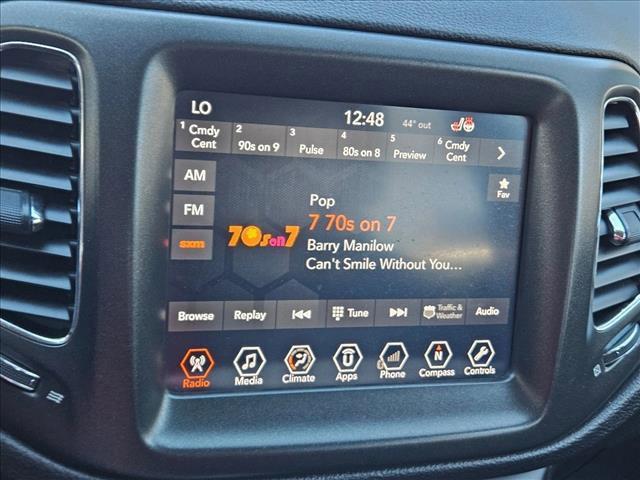 LO 12:48 44° out
1 Cmdy Cent 2 90s on 9 3 Pulse 4 80s on 8 5 Preview 6 Cmdy Cent >
AM
FM
sxm
Fav
70s on 7
Pop
7 70s on 7
Barry Manilow
Can't Smile Without You...
Browse Replay Tune Traffic & Weather Audio
Radio Media Climate Apps Phone Compass Controls
U N